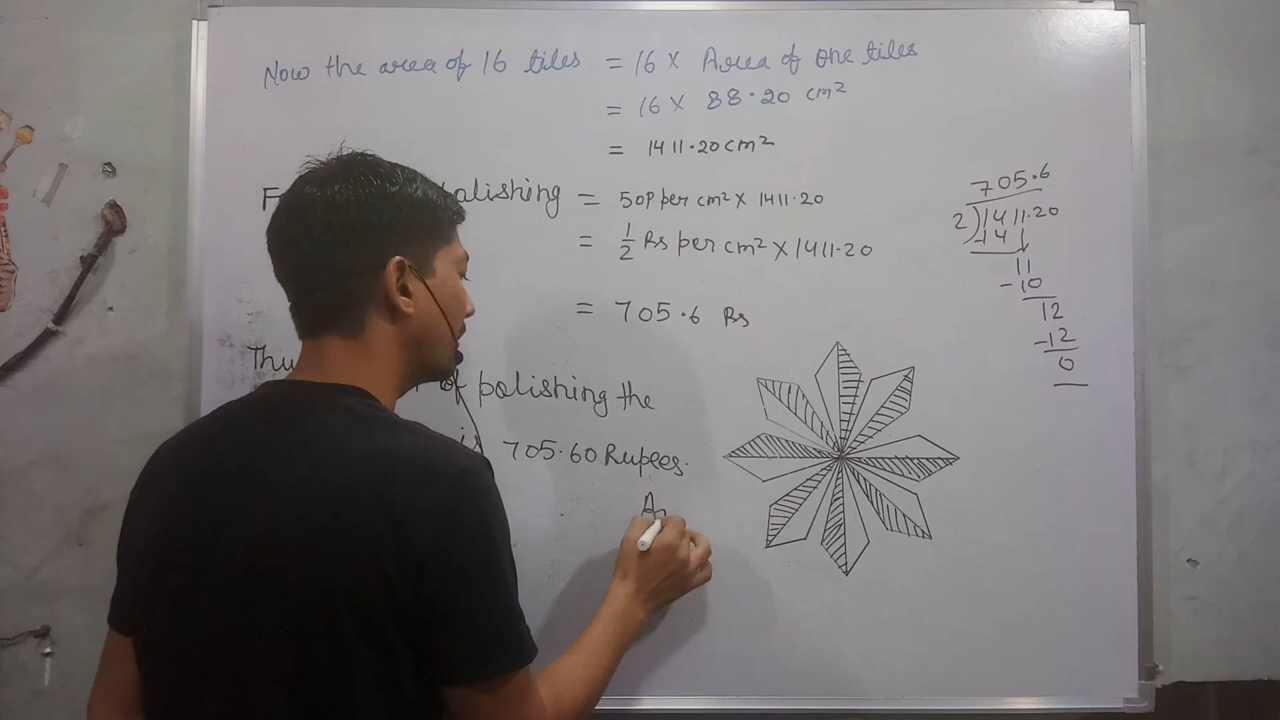 Now the area of 16 tiles = 16 × Area of one tiles
= 16 × 88.20 cm²
= 1411.20 cm²
= 50P per cm² × 1411.20
= 1/2 Rs per cm² × 1411.20
= 705.6 Rs
of polishing the
is 705.60 Rupees.
705.6
2)1411.20
-14
11
-10
12
-12
0